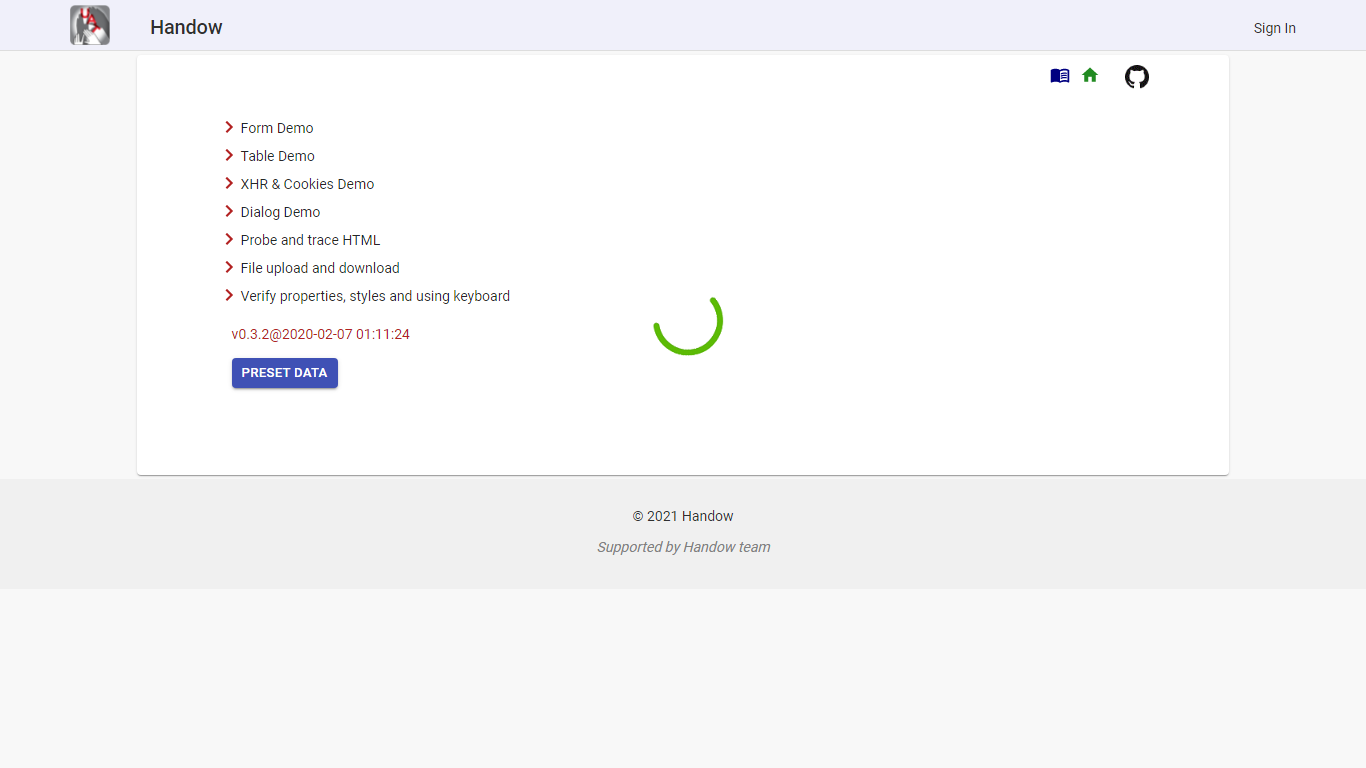 Handow
Sign In
Form Demo
Table Demo
XHR & Cookies Demo
Dialog Demo
Probe and trace HTML
File upload and download
Verify properties, styles and using keyboard
v0.3.2@2020-02-07 01:11:24
PRESET DATA
© 2021 Handow
Supported by Handow team